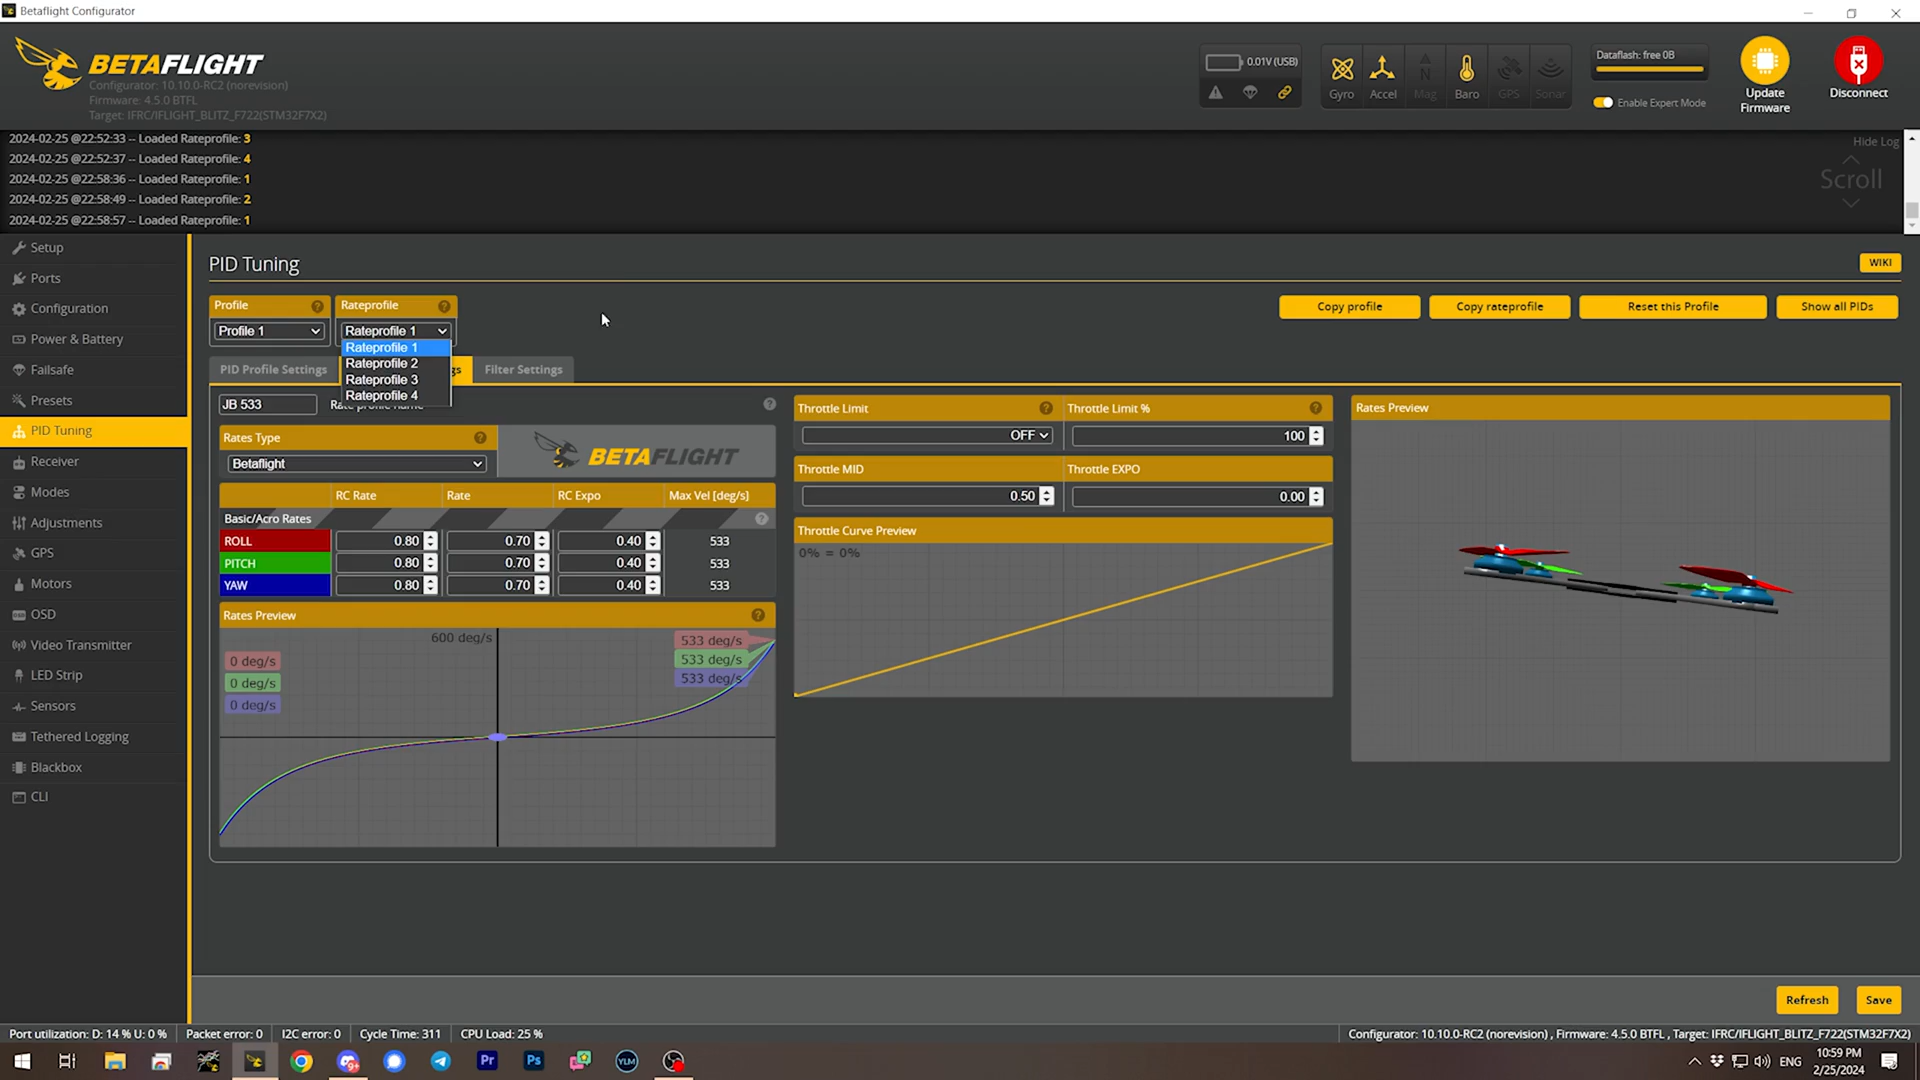 Betaflight Configurator
BETAFLIGHT
Configurator: 10.10.0-RC2 (norevision)
Firmware: 4.5.0 BTFL
Target: IFRC/IFLIGHT_BLITZ_F722(STM32F7X2)
0.01V (USB)
Gyro
Accel
Mag
Baro
GPS
Sonar
Dataflash: free 0B
Enable Expert Mode
Update Firmware
Disconnect
2024-02-25 @22:52:33 -- Loaded Rateprofile: 3
2024-02-25 @22:52:37 -- Loaded Rateprofile: 4
2024-02-25 @22:58:36 -- Loaded Rateprofile: 1
2024-02-25 @22:58:49 -- Loaded Rateprofile: 2
2024-02-25 @22:58:57 -- Loaded Rateprofile: 1
Hide Log
Scroll
Setup
Ports
Configuration
Power & Battery
Failsafe
Presets
PID Tuning
Receiver
Modes
Adjustments
GPS
Motors
OSD
Video Transmitter
LED Strip
Sensors
Tethered Logging
Blackbox
CLI
PID Tuning
WIKI
Profile
Rateprofile
Profile 1
Rateprofile 1
Rateprofile 1
Rateprofile 2
Rateprofile 3
Rateprofile 4
Copy profile
Copy rateprofile
Reset this Profile
Show all PIDs
PID Profile Settings
gs
Filter Settings
JB 533
Rate profile name
Rates Type
Betaflight
BETAFLIGHT
RC Rate Rate RC Expo Max Vel [deg/s]
Basic/Acro Rates
ROLL 0.80 0.70 0.40 533
PITCH 0.80 0.70 0.40 533
YAW 0.80 0.70 0.40 533
Rates Preview
600 deg/s
533 deg/s
533 deg/s
533 deg/s
0 deg/s
0 deg/s
0 deg/s
Throttle Limit
Throttle Limit %
OFF
100
Throttle MID
Throttle EXPO
0.50
0.00
Throttle Curve Preview
0% = 0%
Rates Preview
Refresh
Save
Port utilization: D: 14 % U: 0 %
Packet error: 0
I2C error: 0
Cycle Time: 311
CPU Load: 25 %
Configurator: 10.10.0-RC2 (norevision) , Firmware: 4.5.0 BTFL , Target: IFRC/IFLIGHT_BLITZ_F722(STM32F7X2)
9+
Pr
Ps
YLM
ENG
10:59 PM
2/25/2024